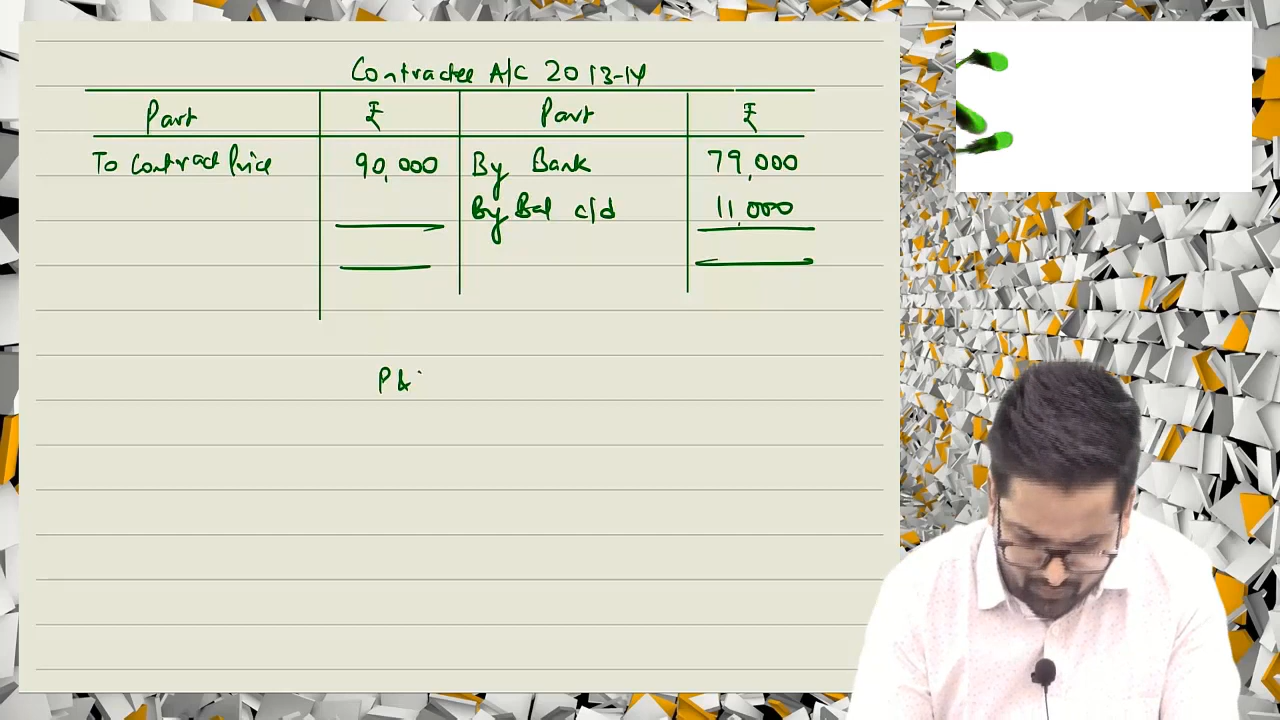 Contractee A/C 2013-14
Part ₹ Part ₹
To Contract Price 90,000 By Bank 79,000
By Bal c/d 11,000
P &